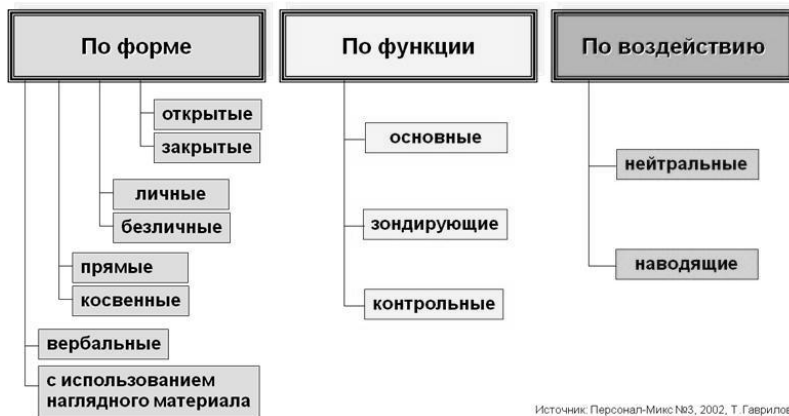 По форме
открытые
закрытые
личные
безличные
прямые
косвенные
вербальные
с использованием
наглядного материала
По функции
основные
зондирующие
контрольные
По воздействию
нейтральные
наводящие
Источник: Персонал-Микс №3, 2002, Т. Гаврилов